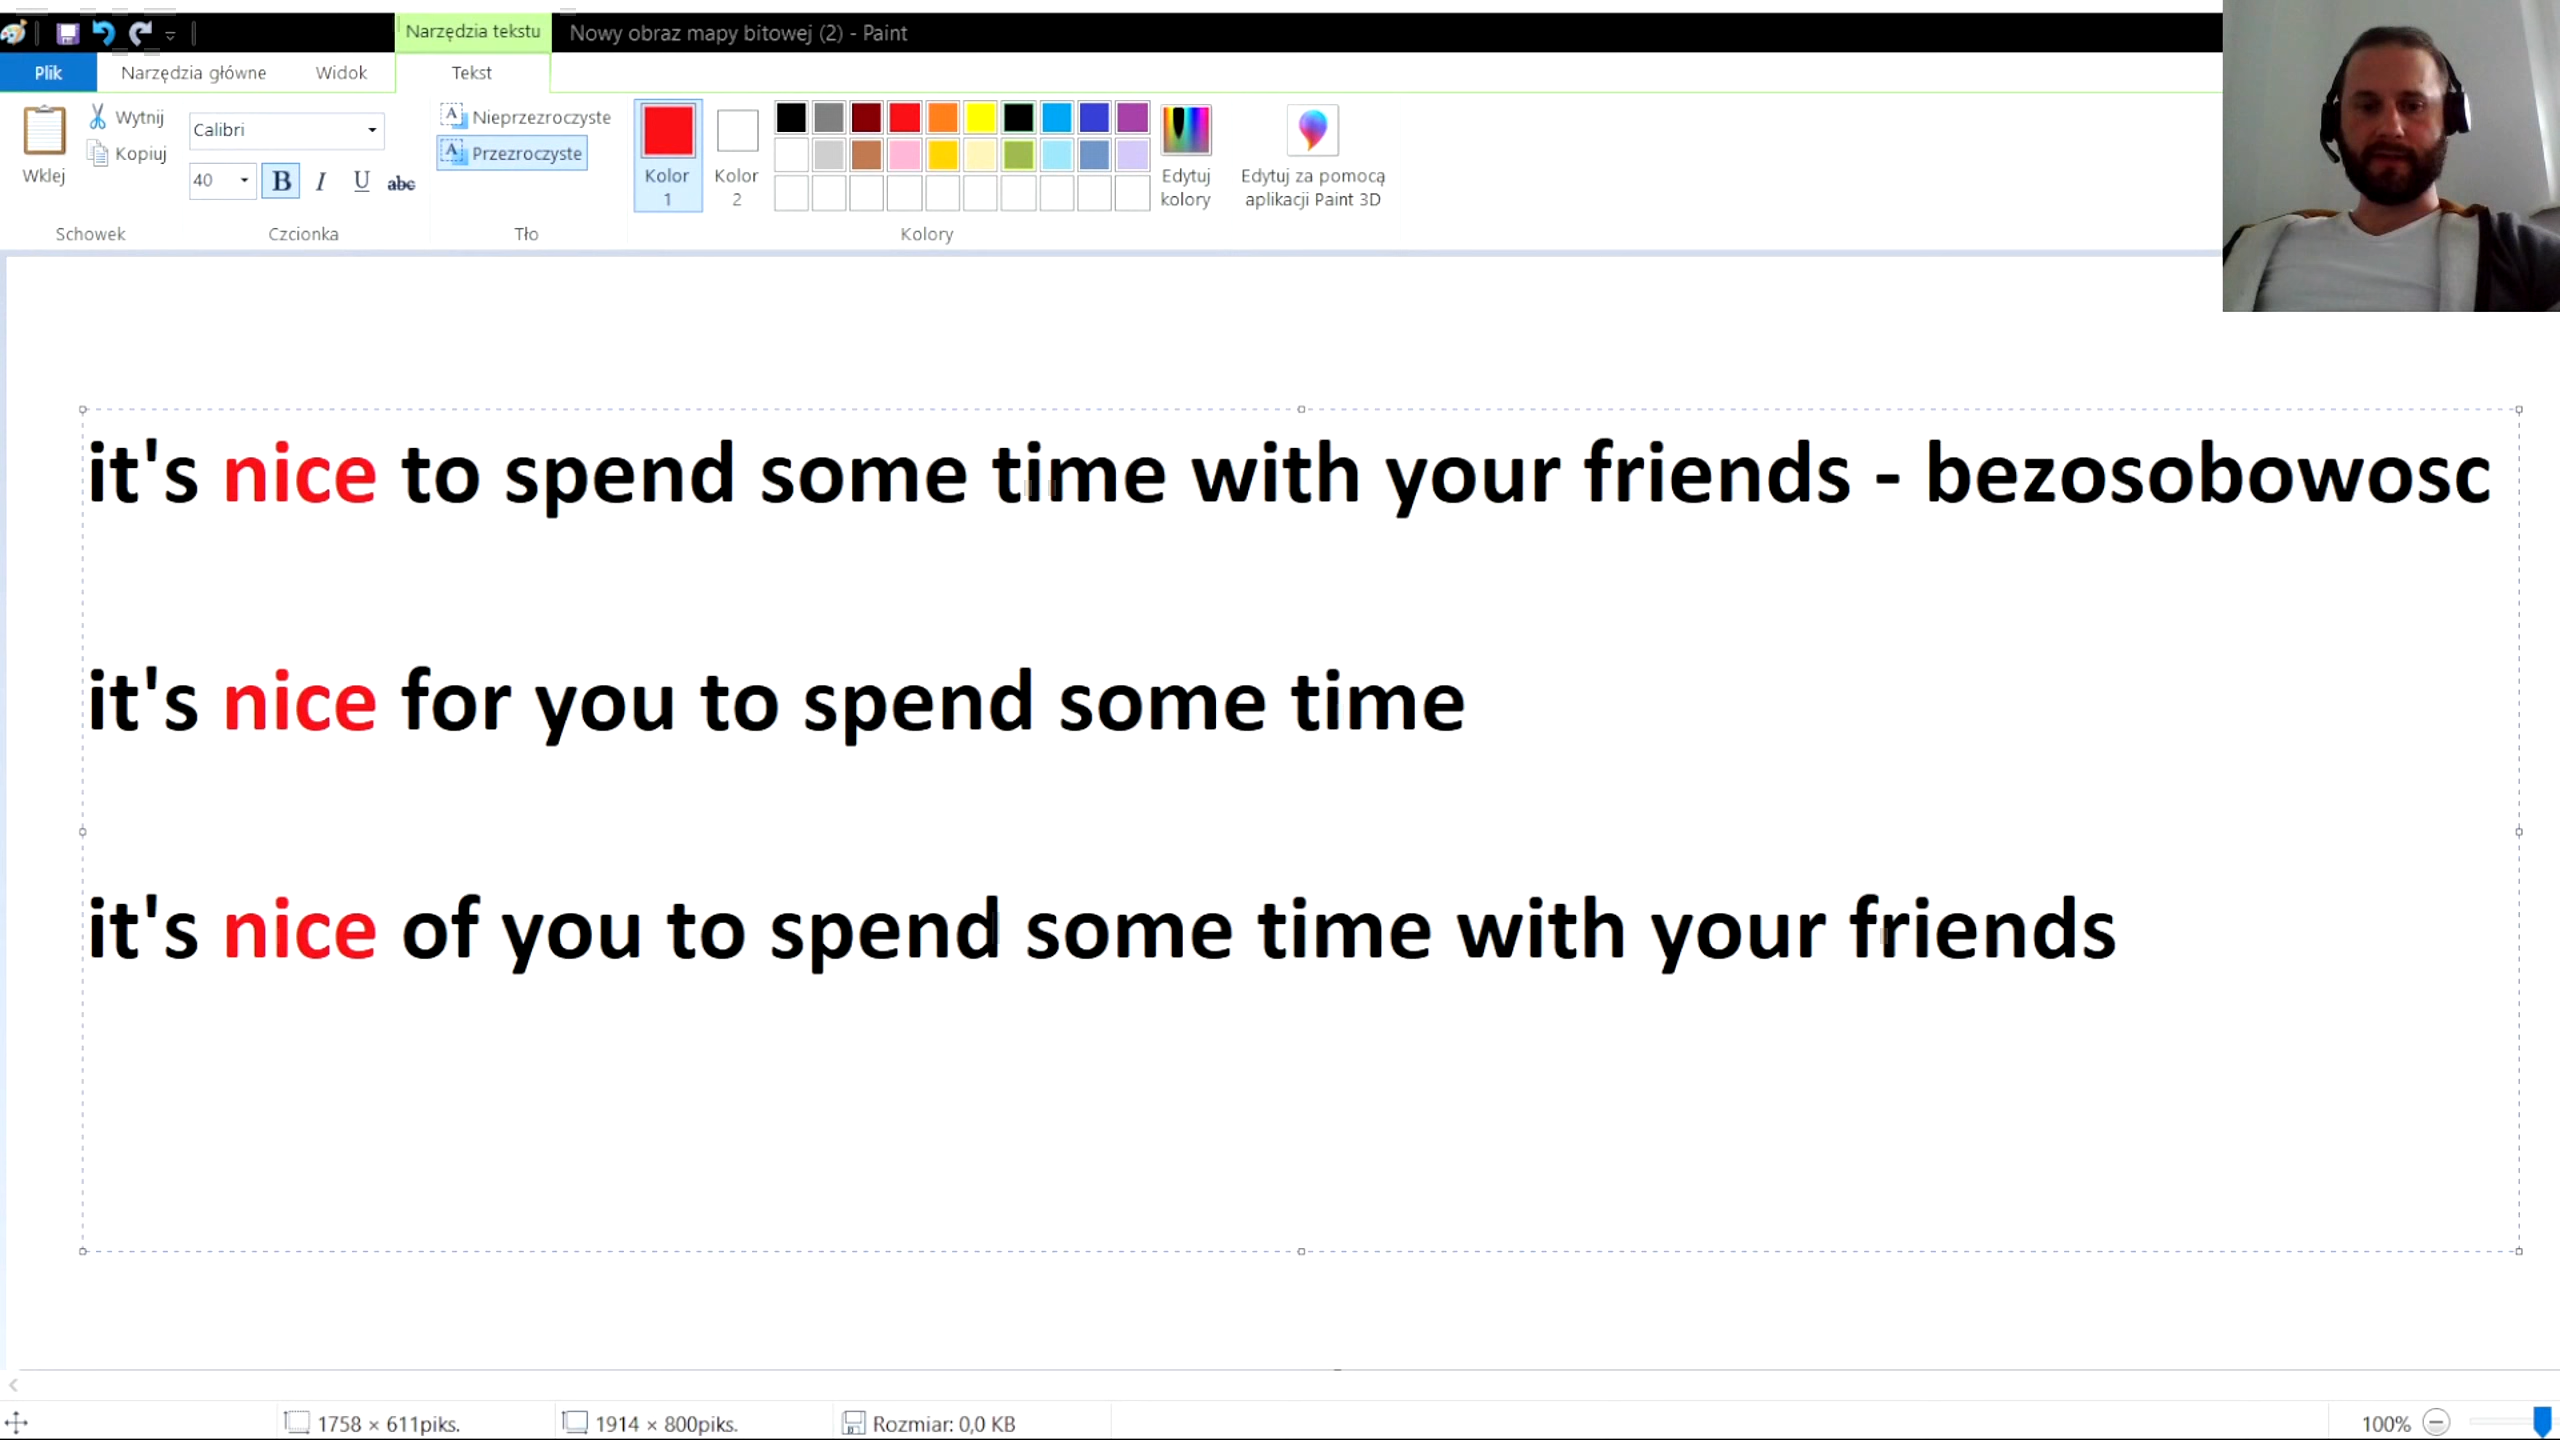 Narzędzia tekstu
Nowy obraz mapy bitowej (2) - Paint
Plik
Narzędzia główne
Widok
Tekst
Wklej
Wytnij
Kopiuj
Schowek
Calibri
40
B I U abc
Czcionka
Nieprzezroczyste
Przezroczyste
Tło
Kolor 1
Kolor 2
Edytuj kolory
Kolory
Edytuj za pomocą
aplikacji Paint 3D
it's nice to spend some time with your friends - bezosobowosc
it's nice for you to spend some time
it's nice of you to spend some time with your friends
1758 × 611piks.
1914 × 800piks.
Rozmiar: 0,0 KB
100%